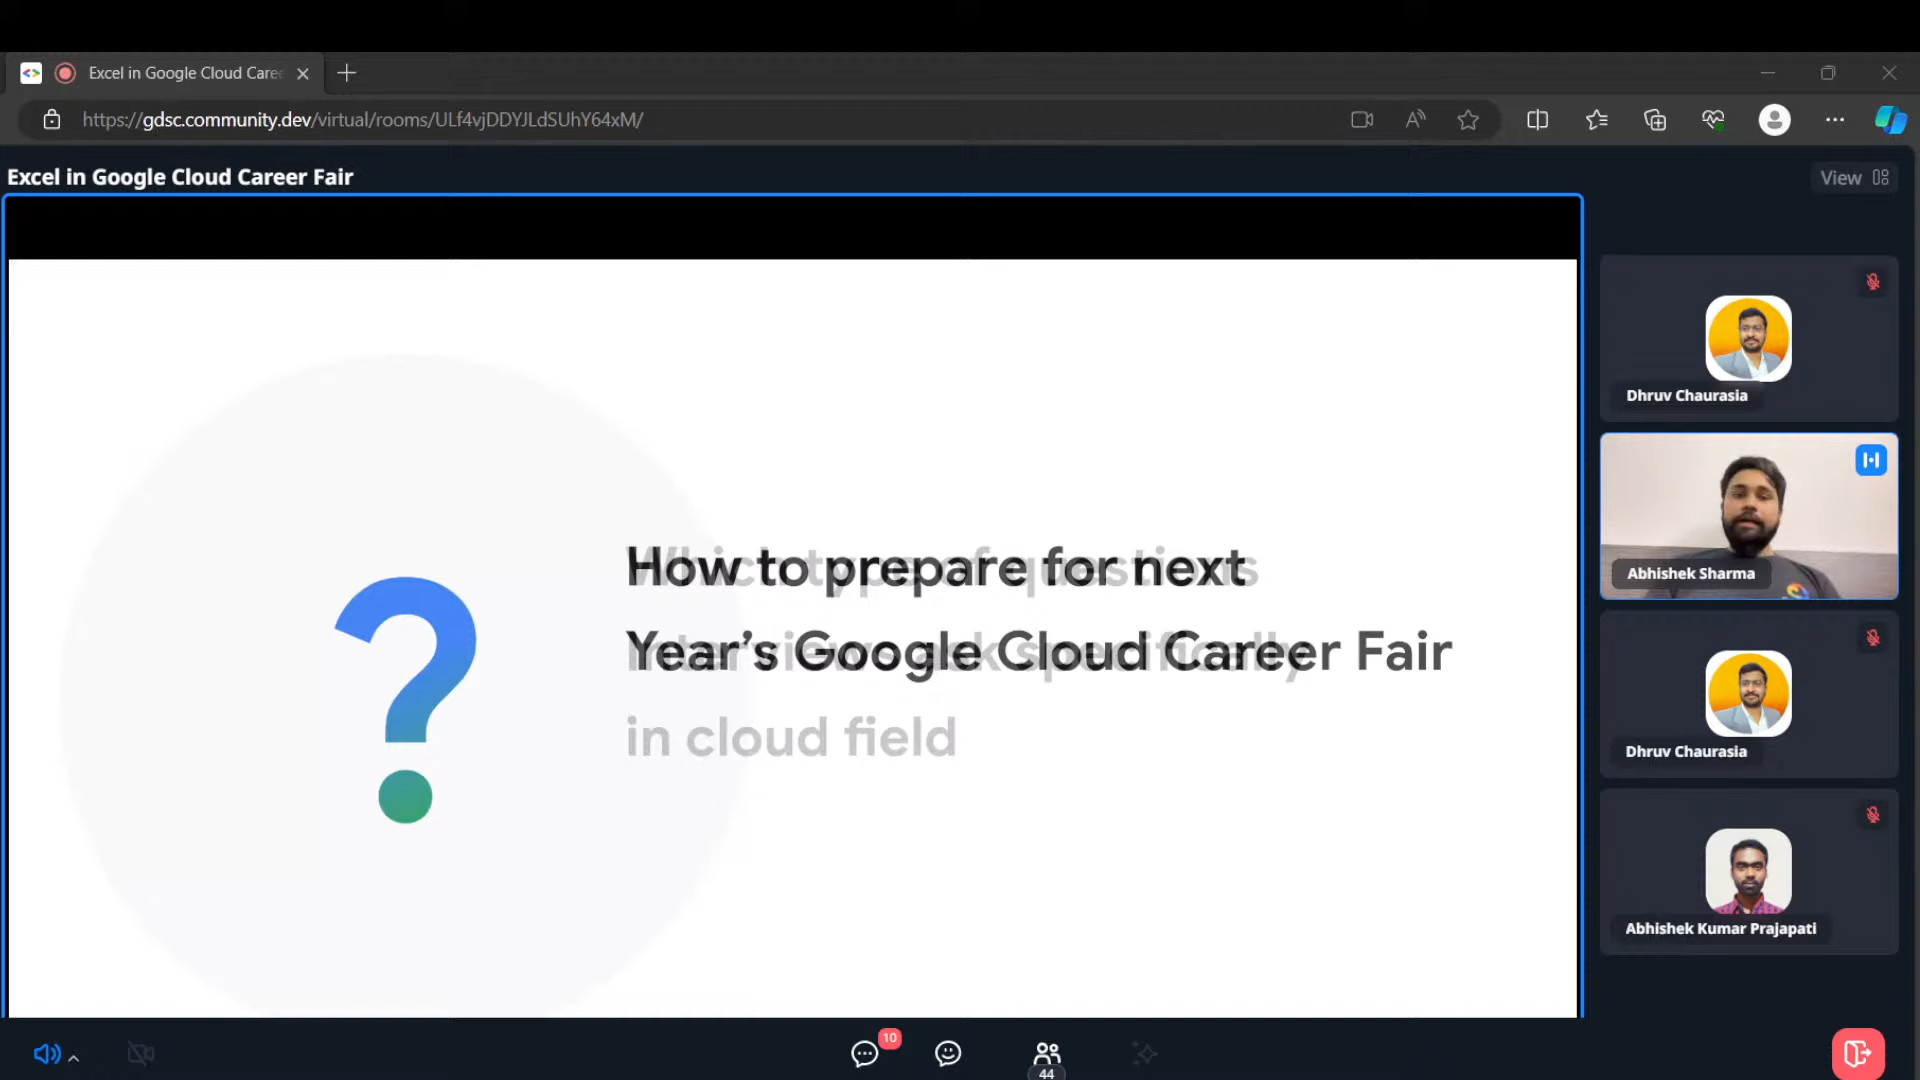 Excel in Google Cloud Caree
https://gdsc.community.dev/virtual/rooms/ULf4vjDDYJLdSUhY64xM/
Excel in Google Cloud Career Fair
View
Dhruv Chaurasia
Abhishek Sharma
Dhruv Chaurasia
Abhishek Kumar Prajapati
How to prepare for next
Year's Google Cloud Career Fair
in cloud field
10
44